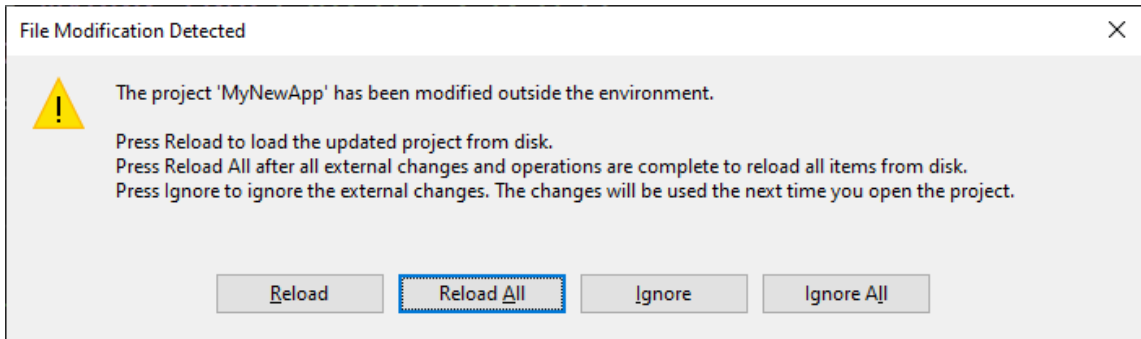 File Modification Detected
The project 'MyNewApp' has been modified outside the environment.
Press Reload to load the updated project from disk.
Press Reload All after all external changes and operations are complete to reload all items from disk.
Press Ignore to ignore the external changes. The changes will be used the next time you open the project.
Reload
Reload All
Ignore
Ignore All